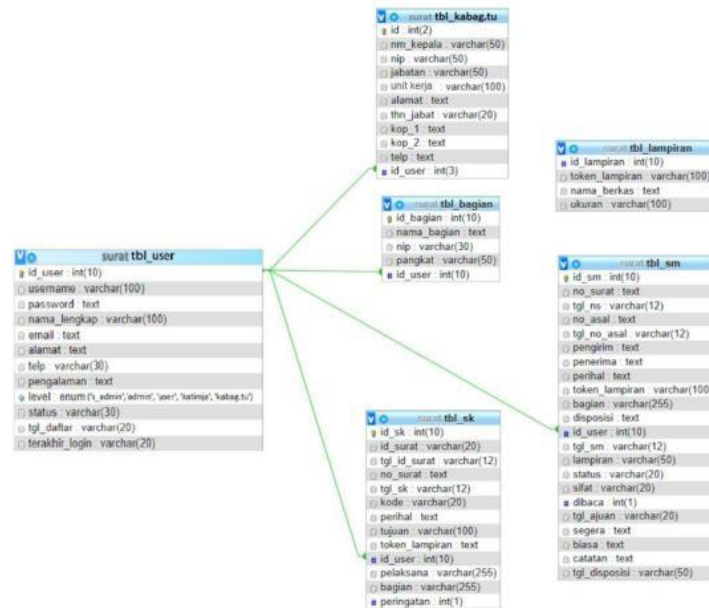 surat tbl_kabag.tu
id : int(2)
nm_kepala : varchar(50)
nip : varchar(50)
jabatan : varchar(50)
unit kerja : varchar(100)
alamat : text
thn_jabat : varchar(20)
kop_1 : text
kop_2 : text
telp : text
id_user : int(3)
surat tbl_bagian
id_bagian : int(10)
nama_bagian : text
nip : varchar(30)
pangkat : varchar(50)
id_user : int(10)
surat tbl_user
id_user : int(10)
username : varchar(100)
password : text
nama_lengkap : varchar(100)
email : text
alamat : text
telp : varchar(30)
pengalaman : text
level : enum('s_admin','admin','user','katimja','kabag.tu')
status : varchar(30)
tgl_daftar : varchar(20)
terakhir_login : varchar(20)
surat tbl_sk
id_sk : int(10)
id_surat : varchar(20)
tgl_id_surat : varchar(12)
no_surat : text
tgl_sk : varchar(12)
kode : varchar(20)
perihal : text
tujuan : varchar(100)
token_lampiran : text
id_user : int(10)
pelaksana : varchar(255)
bagian : varchar(255)
peringatan : int(1)
surat tbl_lampiran
id_lampiran : int(10)
token_lampiran : varchar(100)
nama_berkas : text
ukuran : varchar(100)
surat tbl_sm
id_sm : int(10)
no_surat : text
tgl_ns : varchar(12)
no_asal : text
tgl_no_asal : varchar(12)
pengirim : text
penerima : text
perihal : text
token_lampiran : varchar(100
bagian : varchar(255)
disposisi : text
id_user : int(10)
tgl_sm : varchar(12)
lampiran : varchar(50)
status : varchar(20)
sifat : varchar(20)
dibaca : int(1)
tgl_ajuan : varchar(20)
segera : text
biasa : text
catatan : text
tgl_disposisi : varchar(50)